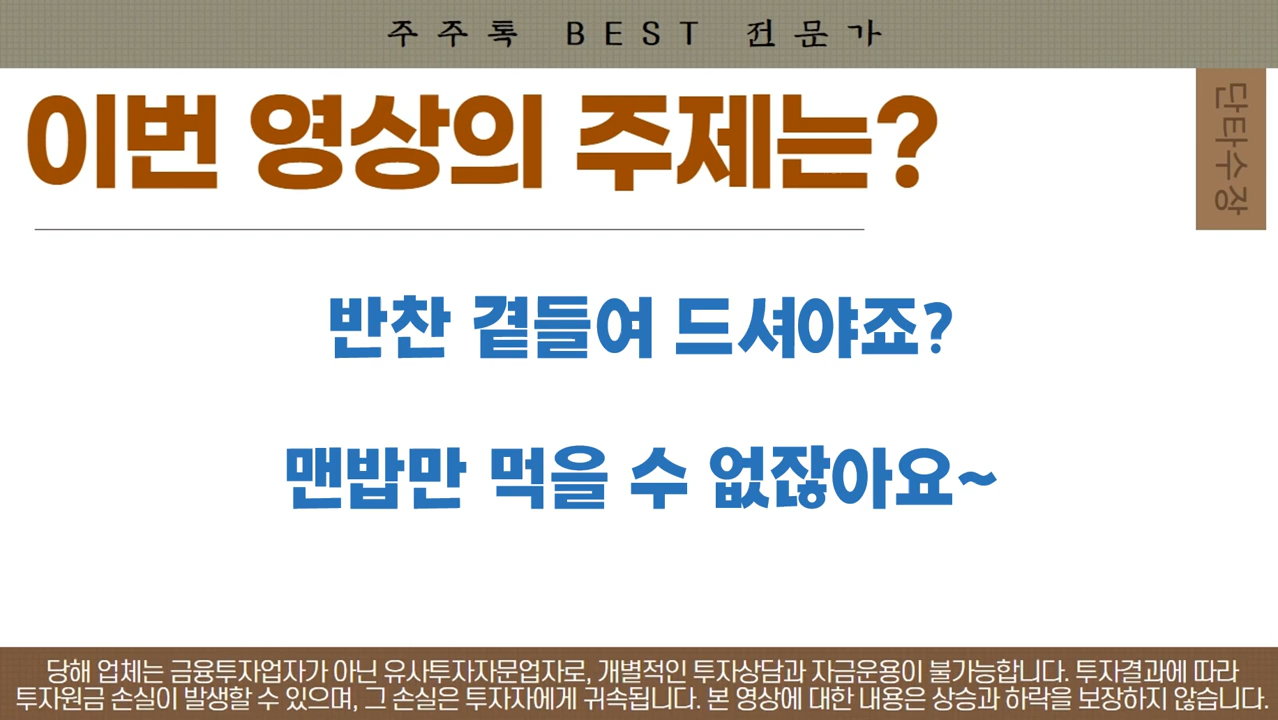 주주톡 BEST 전문가
이번 영상의 주제는?
단타수장
반찬 곁들여 드셔야죠?
맨밥만 먹을 수 없잖아요~
당해 업체는 금융투자업자가 아닌 유사투자자문업자로, 개별적인 투자상담과 자금운용이 불가능합니다. 투자결과에 따라
투자원금 손실이 발생할 수 있으며, 그 손실은 투자자에게 귀속됩니다. 본 영상에 대한 내용은 상승과 하락을 보장하지 않습니다.